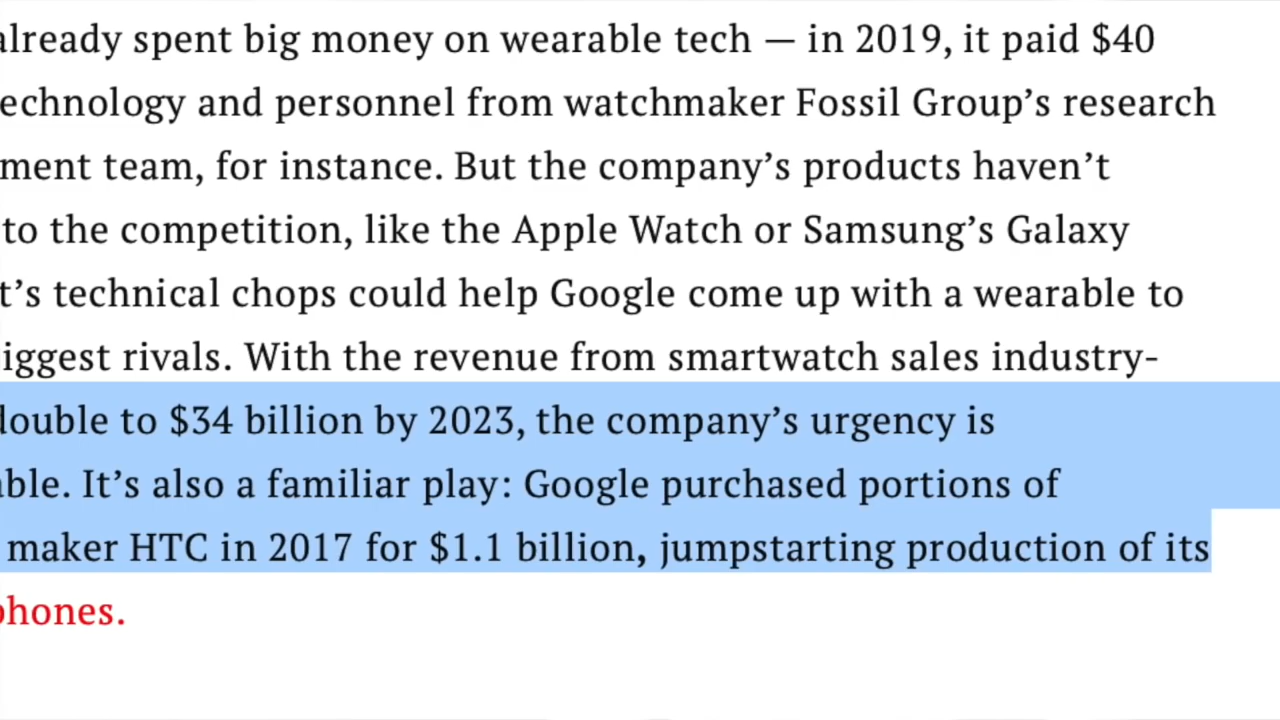 already spent big money on wearable tech — in 2019, it paid $40
echnology and personnel from watchmaker Fossil Group’s research
ment team, for instance. But the company’s products haven’t
to the competition, like the Apple Watch or Samsung’s Galaxy
t’s technical chops could help Google come up with a wearable to
iggest rivals. With the revenue from smartwatch sales industry-
double to $34 billion by 2023, the company’s urgency is
able. It’s also a familiar play: Google purchased portions of
maker HTC in 2017 for $1.1 billion, jumpstarting production of its
phones.